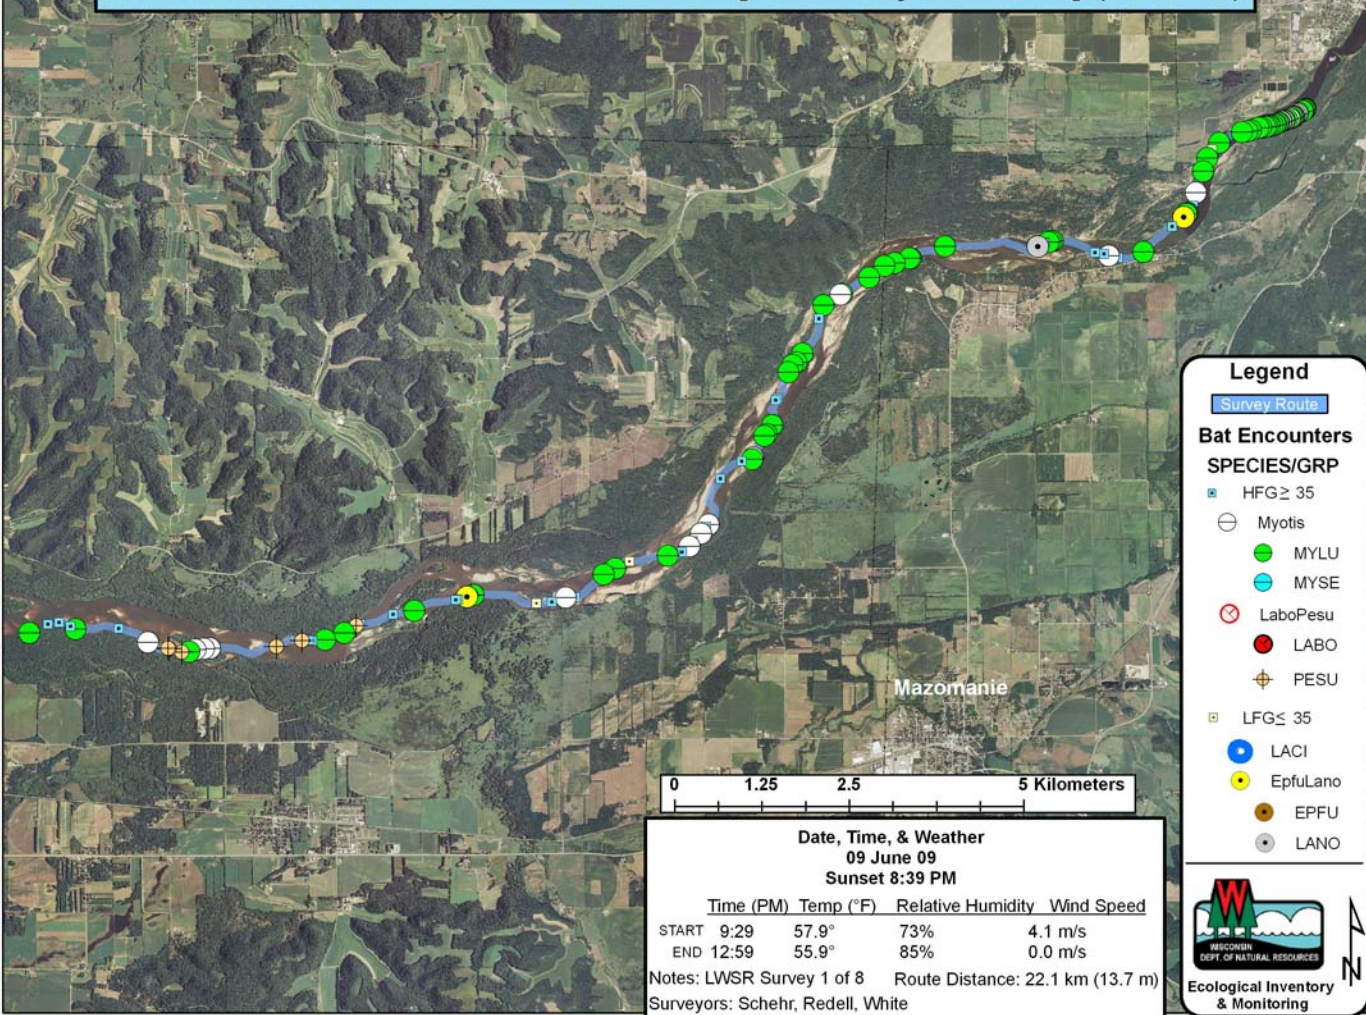 Mazomanie
Legend
Survey Route
Bat Encounters
SPECIES/GRP
HFG ≥ 35
Myotis
MYLU
MYSE
LaboPesu
LABO
PESU
LFG ≤ 35
LACI
EpfuLano
EPFU
LANO
W
WISCONSIN
DEPT. OF NATURAL RESOURCES
Ecological Inventory
& Monitoring
N
0 1.25 2.5 5 Kilometers
Date, Time, & Weather
09 June 09
Sunset 8:39 PM
Time (PM) Temp (°F) Relative Humidity Wind Speed
START 9:29 57.9° 73% 4.1 m/s
END 12:59 55.9° 85% 0.0 m/s
Notes: LWSR Survey 1 of 8 Route Distance: 22.1 km (13.7 m)
Surveyors: Schehr, Redell, White